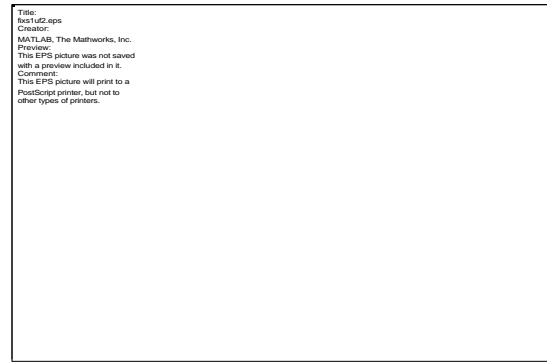 Title:
fixs1uf2.eps
Creator:
MATLAB, The Mathworks, Inc.
Preview:
This EPS picture was not saved
with a preview included in it.
Comment:
This EPS picture will print to a
PostScript printer, but not to
other types of printers.